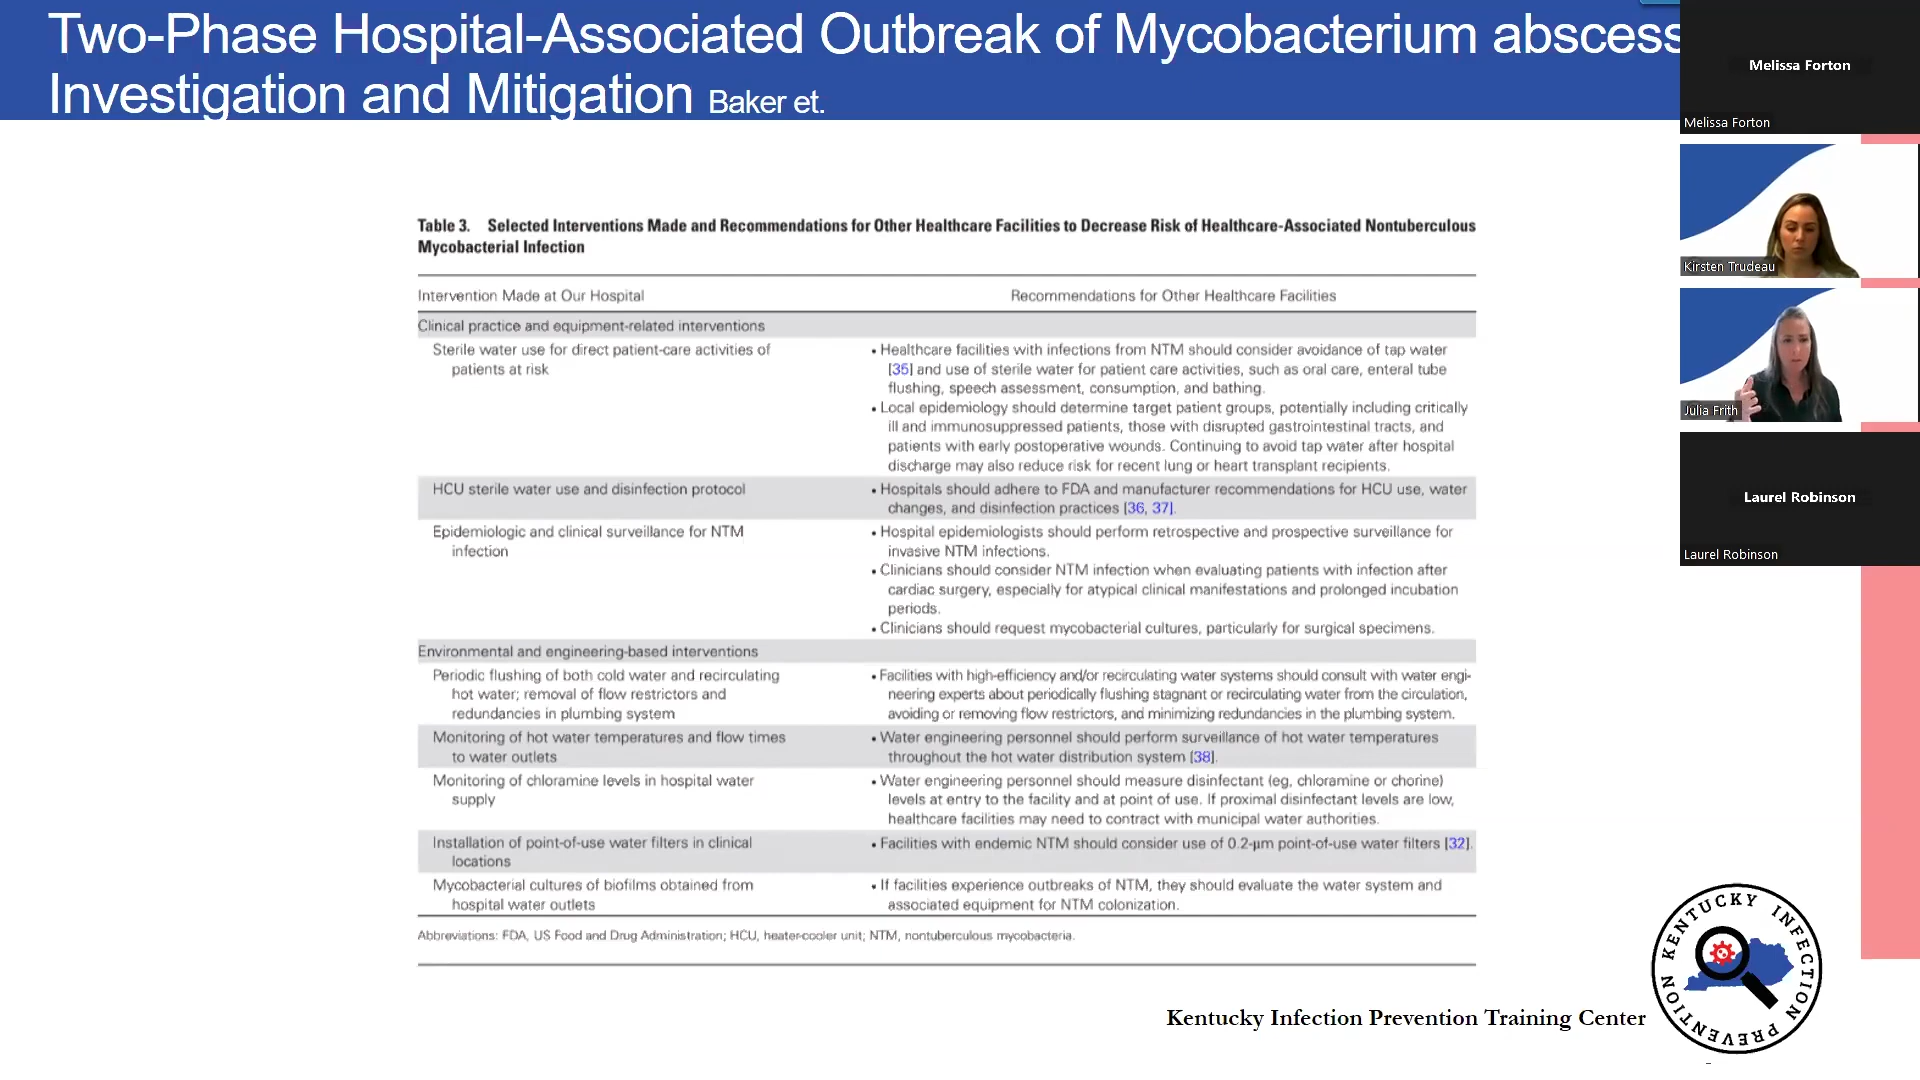 Two-Phase Hospital-Associated Outbreak of Mycobacterium abscess
Investigation and Mitigation Baker et.
Table 3. Selected Interventions Made and Recommendations for Other Healthcare Facilities to Decrease Risk of Healthcare-Associated Nontuberculous
Mycobacterial Infection
Intervention Made at Our Hospital
Recommendations for Other Healthcare Facilities
Clinical practice and equipment-related interventions
Sterile water use for direct patient-care activities of
patients at risk
• Healthcare facilities with infections from NTM should consider avoidance of tap water
[35] and use of sterile water for patient care activities, such as oral care, enteral tube
flushing, speech assessment, consumption, and bathing.
• Local epidemiology should determine target patient groups, potentially including critically
ill and immunosuppressed patients, those with disrupted gastrointestinal tracts, and
patients with early postoperative wounds. Continuing to avoid tap water after hospital
discharge may also reduce risk for recent lung or heart transplant recipients.
HCU sterile water use and disinfection protocol
• Hospitals should adhere to FDA and manufacturer recommendations for HCU use, water
changes, and disinfection practices [36, 37].
Epidemiologic and clinical surveillance for NTM
infection
• Hospital epidemiologists should perform retrospective and prospective surveillance for
invasive NTM infections.
• Clinicians should consider NTM infection when evaluating patients with infection after
cardiac surgery, especially for atypical clinical manifestations and prolonged incubation
periods.
• Clinicians should request mycobacterial cultures, particularly for surgical specimens.
Environmental and engineering-based interventions
Periodic flushing of both cold water and recirculating
hot water; removal of flow restrictors and
redundancies in plumbing system
• Facilities with high-efficiency and/or recirculating water systems should consult with water engi-
neering experts about periodically flushing stagnant or recirculating water from the circulation,
avoiding or removing flow restrictors, and minimizing redundancies in the plumbing system.
Monitoring of hot water temperatures and flow times
to water outlets
• Water engineering personnel should perform surveillance of hot water temperatures
throughout the hot water distribution system [38].
Monitoring of chloramine levels in hospital water
supply
• Water engineering personnel should measure disinfectant (eg, chloramine or chorine)
levels at entry to the facility and at point of use. If proximal disinfectant levels are low,
healthcare facilities may need to contract with municipal water authorities.
Installation of point-of-use water filters in clinical
locations
• Facilities with endemic NTM should consider use of 0.2-μm point-of-use water filters [32].
Mycobacterial cultures of biofilms obtained from
hospital water outlets
• If facilities experience outbreaks of NTM, they should evaluate the water system and
associated equipment for NTM colonization.
Abbreviations: FDA, US Food and Drug Administration; HCU, heater-cooler unit; NTM, nontuberculous mycobacteria.
Kentucky Infection Prevention Training Center
KENTUCKY INFECTION PREVENTION
Melissa Forton
Melissa Forton
Kirsten Trudeau
Julia Frith
Laurel Robinson
Laurel Robinson